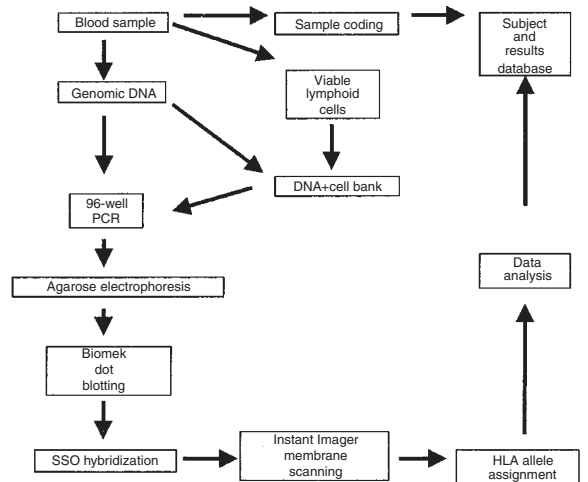 Blood sample
Sample coding
Subject
and
results
database
Genomic DNA
Viable
lymphoid
cells
96-well
PCR
DNA+cell bank
Agarose electrophoresis
Data
analysis
Biomek
dot
blotting
SSO hybridization
Instant Imager
membrane
scanning
HLA allele
assignment